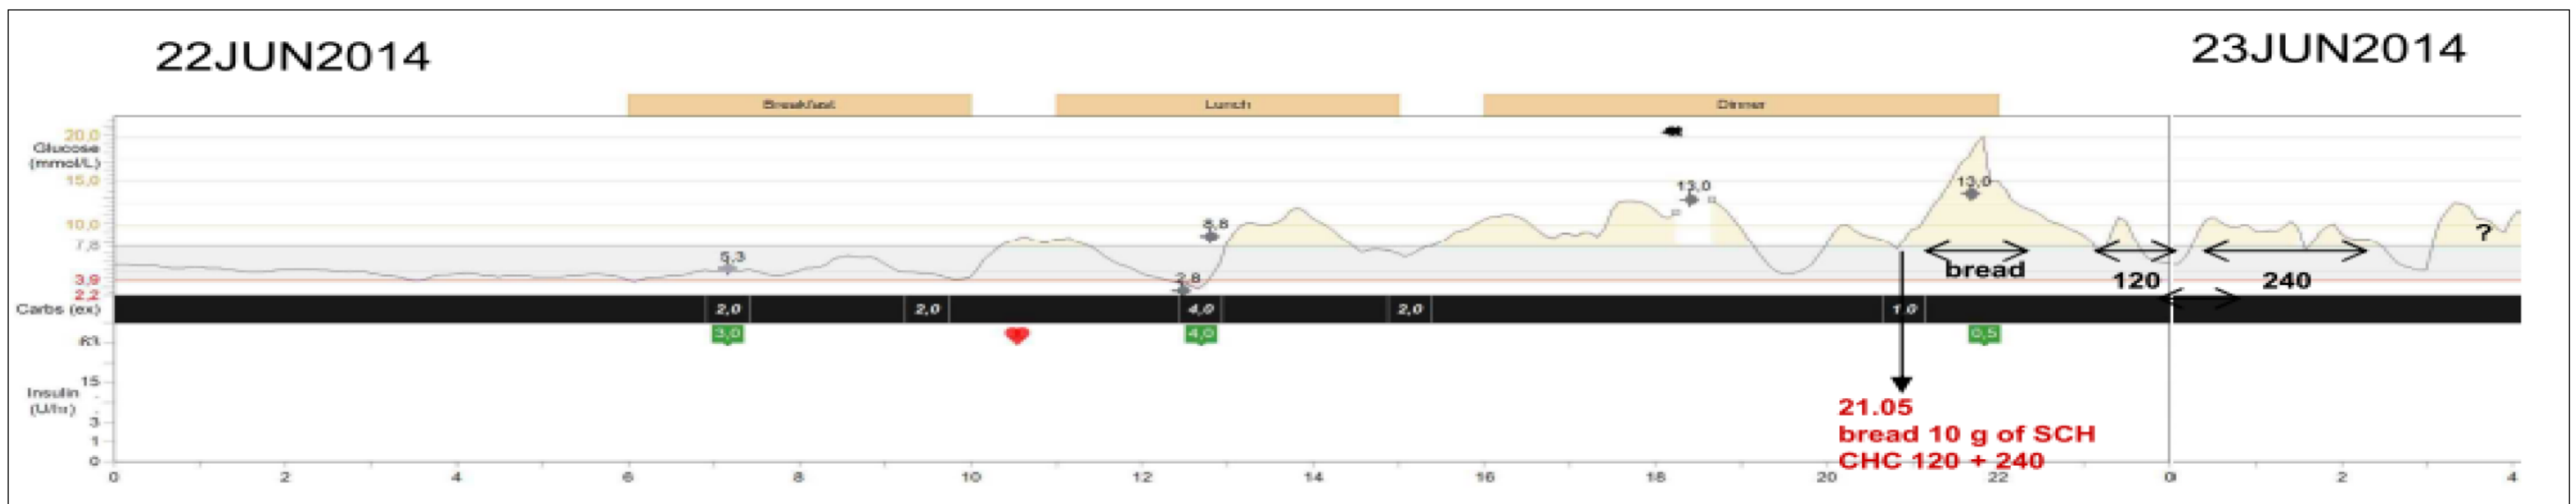 22JUN2014
23JUN2014
Breakfast
Lunch
Dinner
20,0
Glucose
(mmol/L)
15,0
10,0
7,8
3,9
2,2
5,3
2,8
8,8
13,0
13,0
bread
120
240
?
Carbs (ex)
2,0
2,0
4,0
2,0
1,0
3,0
4,0
0,5
63
15
Insulin
(U/hr)
3
1
0
21.05
bread 10 g of SCH
CHC 120 + 240
0 2 4 6 8 10 12 14 16 18 20 22 0 2 4